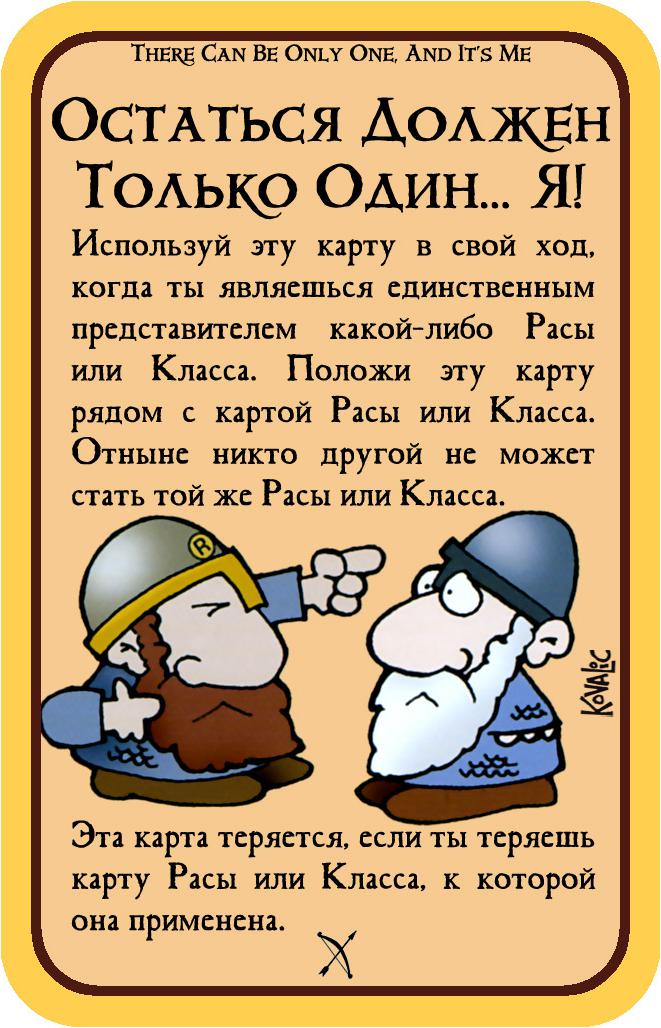 There Can Be Only One, And It's Me
Остаться Должен
Только Один... Я!
Используй эту карту в свой ход,
когда ты являешься единственным
представителем какой-либо Расы
или Класса. Положи эту карту
рядом с картой Расы или Класса.
Отныне никто другой не может
стать той же Расы или Класса.
R
Kovalic
Эта карта теряется, если ты теряешь
карту Расы или Класса, к которой
она применена.